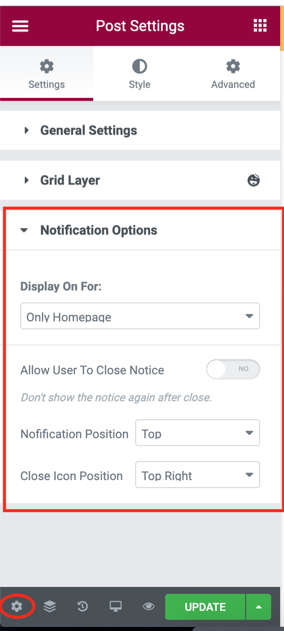 Post Settings
Settings Style Advanced
General Settings
Grid Layer
Notification Options
Display On For:
Only Homepage
Allow User To Close Notice NO
Don't show the notice again after close.
Nofification Position Top
Close Icon Position Top Right
UPDATE